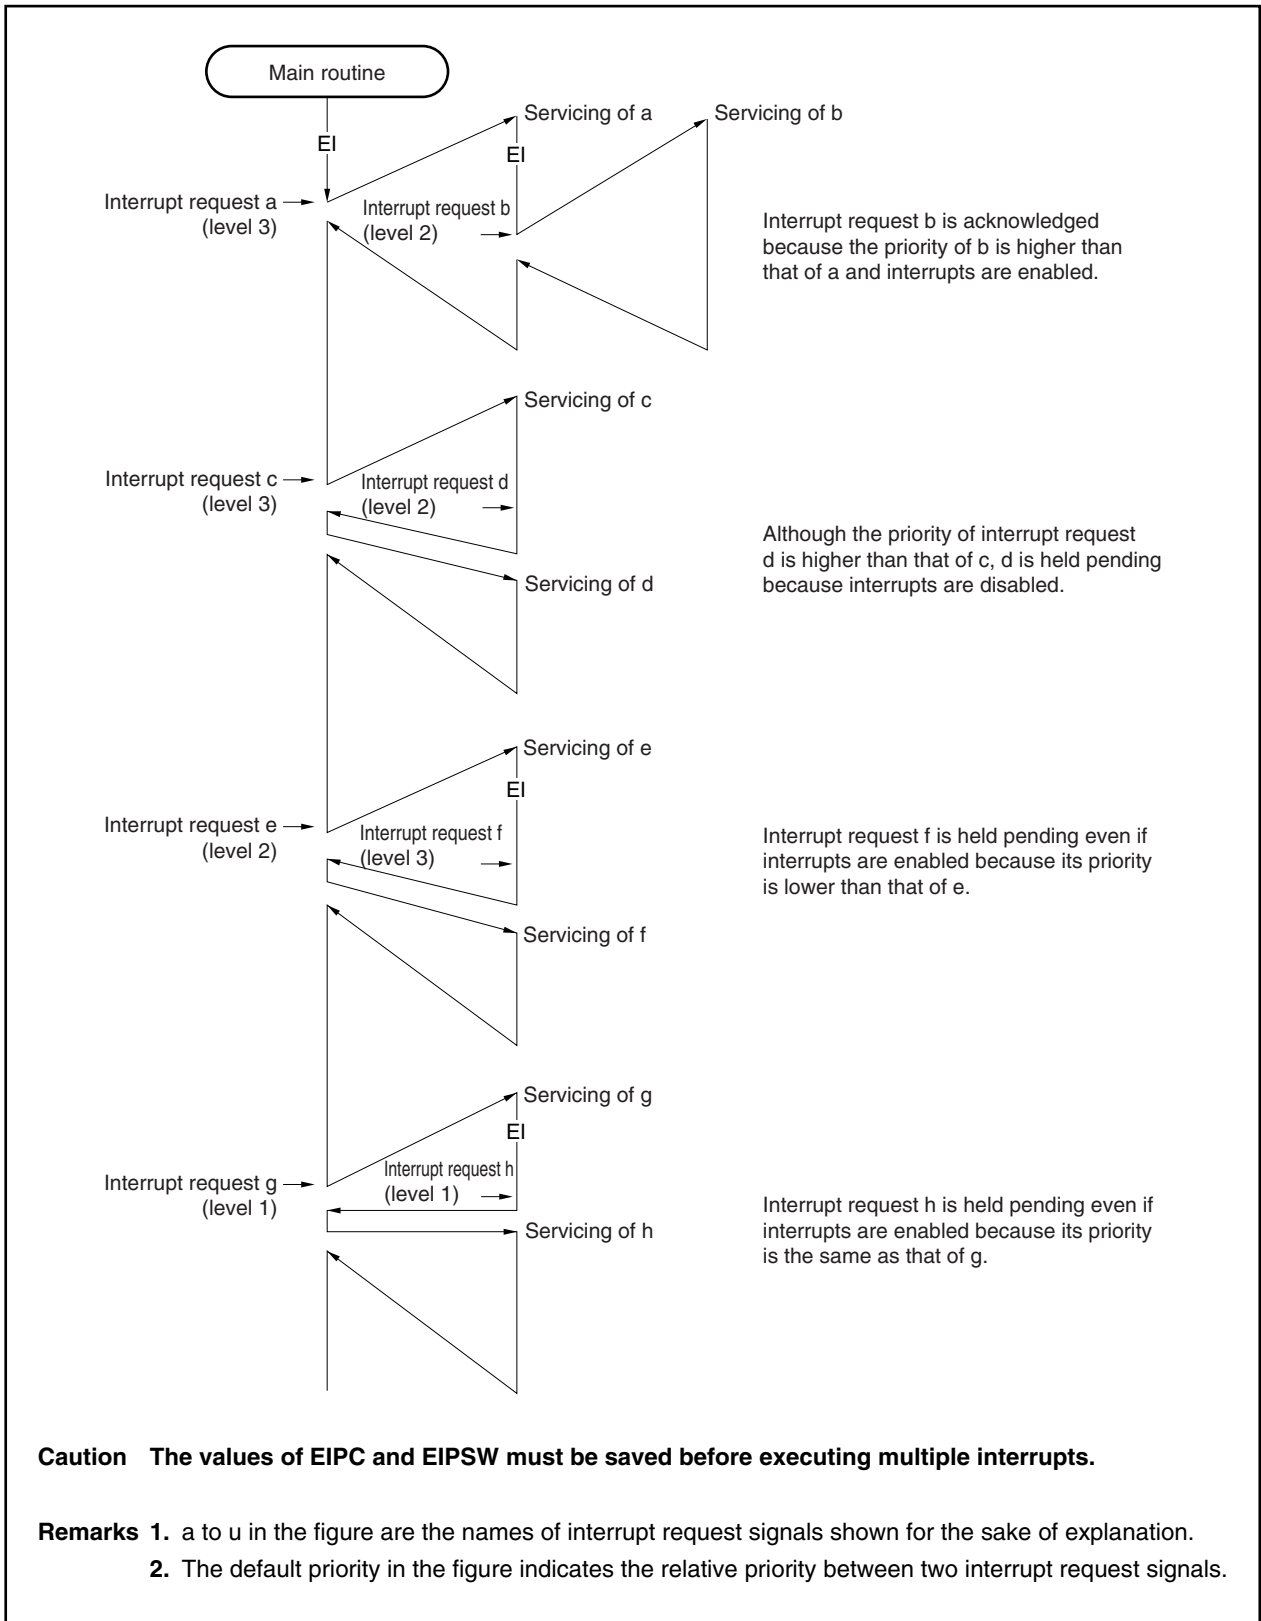 Main routine
EI
Servicing of a
EI
Servicing of b
Interrupt request a
(level 3)
Interrupt request b
(level 2)
Interrupt request b is acknowledged
because the priority of b is higher than
that of a and interrupts are enabled.
Servicing of c
Interrupt request c
(level 3)
Interrupt request d
(level 2)
Although the priority of interrupt request
d is higher than that of c, d is held pending
because interrupts are disabled.
Servicing of d
Servicing of e
EI
Interrupt request e
(level 2)
Interrupt request f
(level 3)
Interrupt request f is held pending even if
interrupts are enabled because its priority
is lower than that of e.
Servicing of f
Servicing of g
EI
Interrupt request g
(level 1)
Interrupt request h
(level 1)
Interrupt request h is held pending even if
interrupts are enabled because its priority
is the same as that of g.
Servicing of h
Caution The values of EIPC and EIPSW must be saved before executing multiple interrupts.
Remarks 1. a to u in the figure are the names of interrupt request signals shown for the sake of explanation.
2. The default priority in the figure indicates the relative priority between two interrupt request signals.